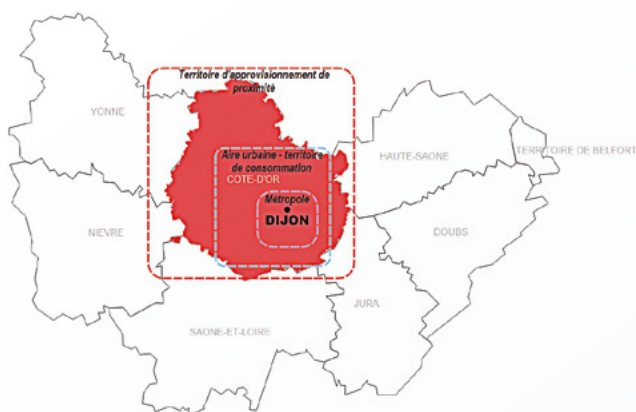 Territoire d'approvisionnement de
proximité
YONNE
Aire urbaine - territoire
de consommation
HAUTE-SAONE
TERRITOIRE DE BELFORT
COTE-D'OR
Métropole
DIJON
NIEVRE
DOUBS
JURA
SAONE-ET-LOIRE